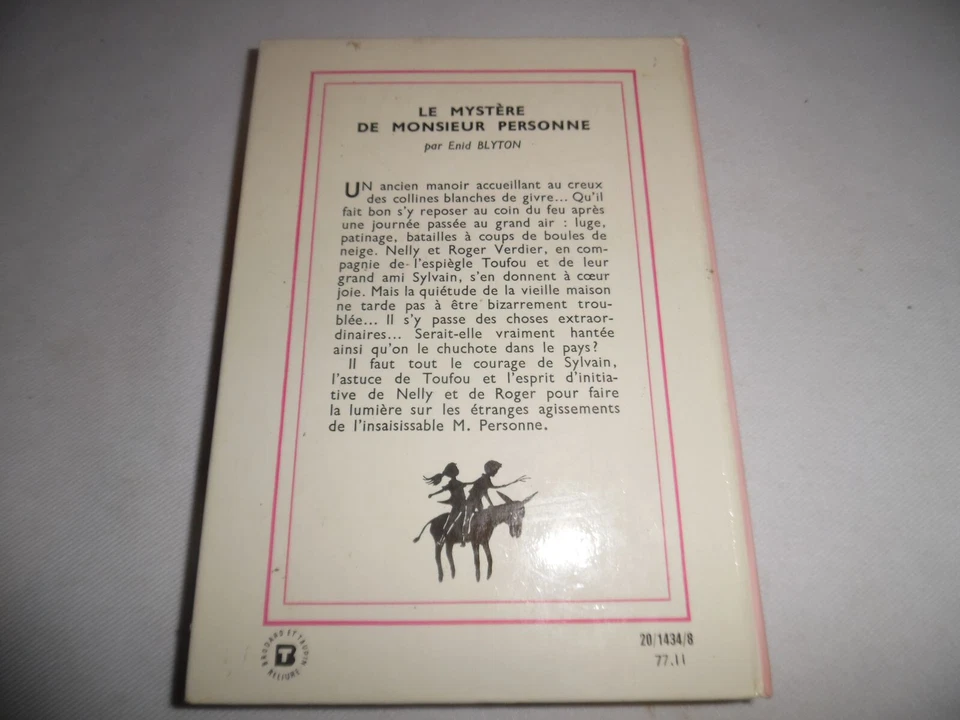 LE MYSTÈRE
DE MONSIEUR PERSONNE
par Enid BLYTON
UN ancien manoir accueillant au creux
des collines blanches de givre... Qu'il
fait bon s'y reposer au coin du feu après
une journée passée au grand air : luge,
patinage, batailles à coups de boules de
neige. Nelly et Roger Verdier, en com-
pagnie de l'espiègle Toufou et de leur
grand ami Sylvain, s'en donnent à cœur
joie. Mais la quiétude de la vieille maison
ne tarde pas à être bizarrement trou-
blée... Il s'y passe des choses extraor-
dinaires... Serait-elle vraiment hantée
ainsi qu'on le chuchote dans le pays?
Il faut tout le courage de Sylvain,
l'astuce de Toufou et l'esprit d'initia-
tive de Nelly et de Roger pour faire
la lumière sur les étranges agissements
de l'insaisissable M. Personne.
BRODARD ET TAUPIN
BT
RELIURE
20/1434/8
77.11